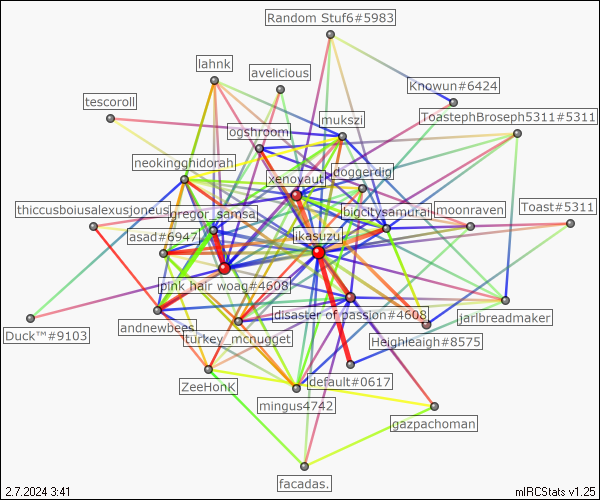 Random Stuf6#5983
lahnk
avelicious
Knowun#6424
tescoroll
mukszi
ToastephBroseph5311#5311
ogshroom
neokingghidorah
doggerdig
xenoyaut
thiccusboiusalexusjoneus
gregor_samsa
bigcitysamurai
moonraven
Toast#5311
asad#6947
ikasuzu
pink hair woag#4608
Duck™#9103
andnewbees
disaster of passion#4608
jarlbreadmaker
turkey_mcnugget
Heighleaigh#8575
ZeeHonK
default#0617
mingus4742
gazpachoman
facadas.
2.7.2024 3:41
mIRCStats v1.25